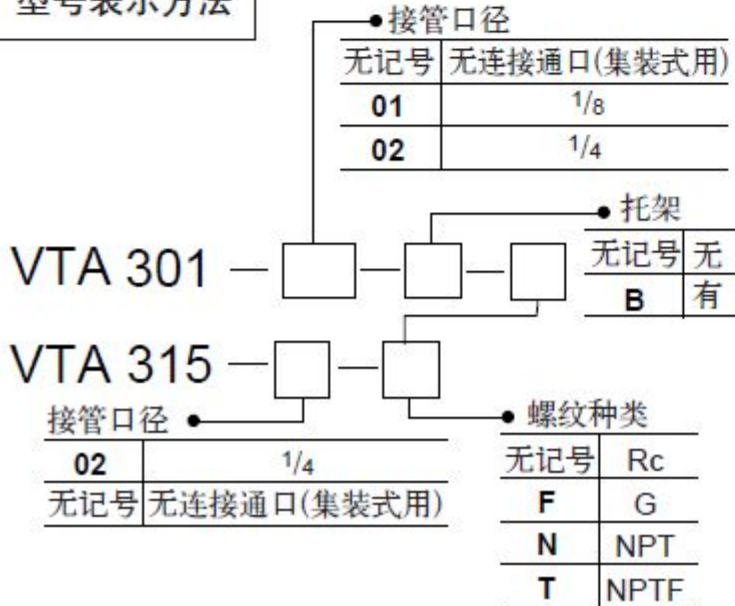 型号表示方法
接管口径
无记号 无连接通口(集装式用)
01 1/8
02 1/4
托架
无记号 无
B 有
VTA 301 — □ — □ — □
VTA 315 — □ — □
接管口径
02 1/4
无记号 无连接通口(集装式用)
螺纹种类
无记号 Rc
F G
N NPT
T NPTF